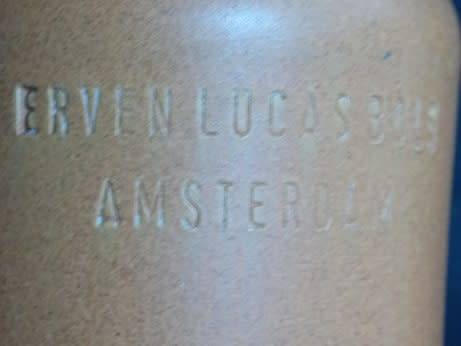 ERVEN LUCAS BOLS
AMSTERDAM